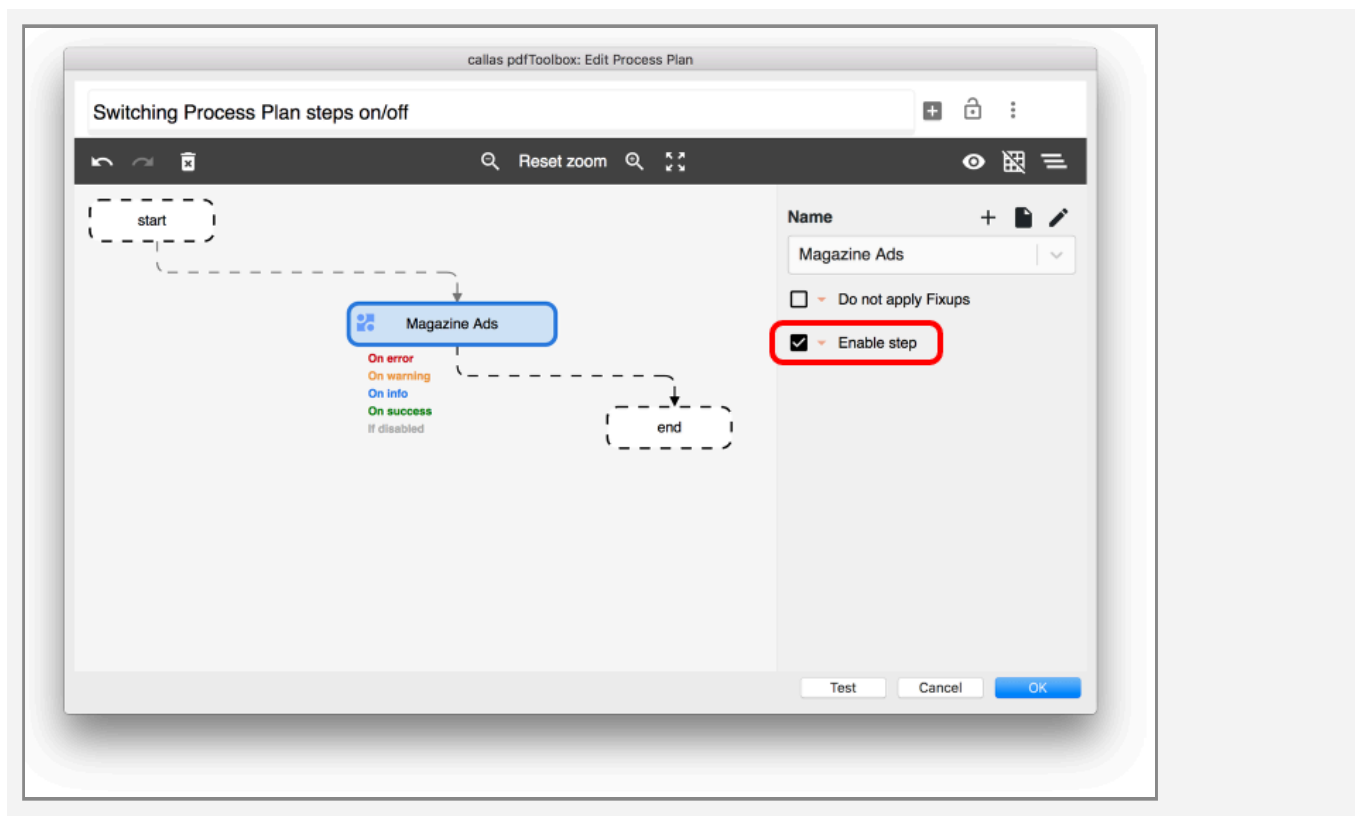 callas pdfToolbox: Edit Process Plan
Switching Process Plan steps on/off
Reset zoom
start
Name
Magazine Ads
Do not apply Fixups
Enable step
Magazine Ads
On error
On warning
On info
On success
If disabled
end
Test Cancel OK